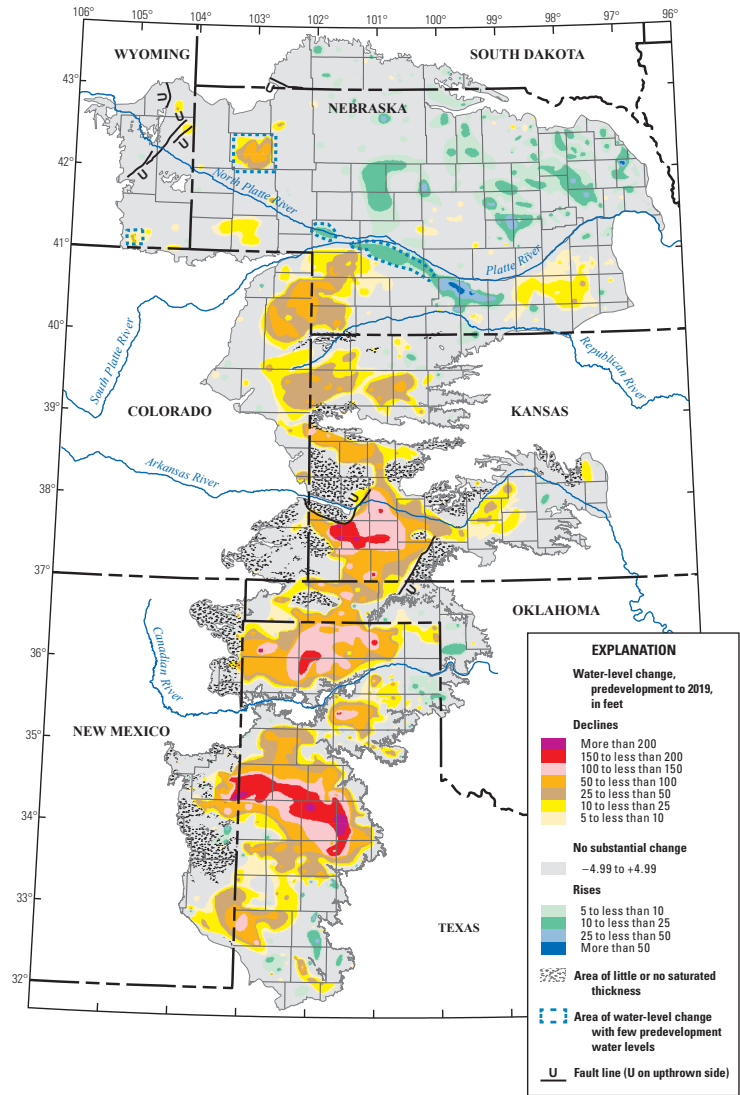 106° 105° 104° 103° 102° 101° 100° 99° 98° 97° 96°
WYOMING
SOUTH DAKOTA
43°
NEBRASKA
U
U
U
U
42°
North Platte River
41°
Platte River
40°
South Platte River
Republican River
39°
COLORADO
KANSAS
Arkansas River
38°
U
37°
U
OKLAHOMA
36°
Canadian River
35°
NEW MEXICO
34°
33°
TEXAS
32°
EXPLANATION
Water-level change,
predevelopment to 2019,
in feet
Declines
More than 200
150 to less than 200
100 to less than 150
50 to less than 100
25 to less than 50
10 to less than 25
5 to less than 10
No substantial change
−4.99 to +4.99
Rises
5 to less than 10
10 to less than 25
25 to less than 50
More than 50
Area of little or no saturated
thickness
Area of water-level change
with few predevelopment
water levels
U Fault line (U on upthrown side)